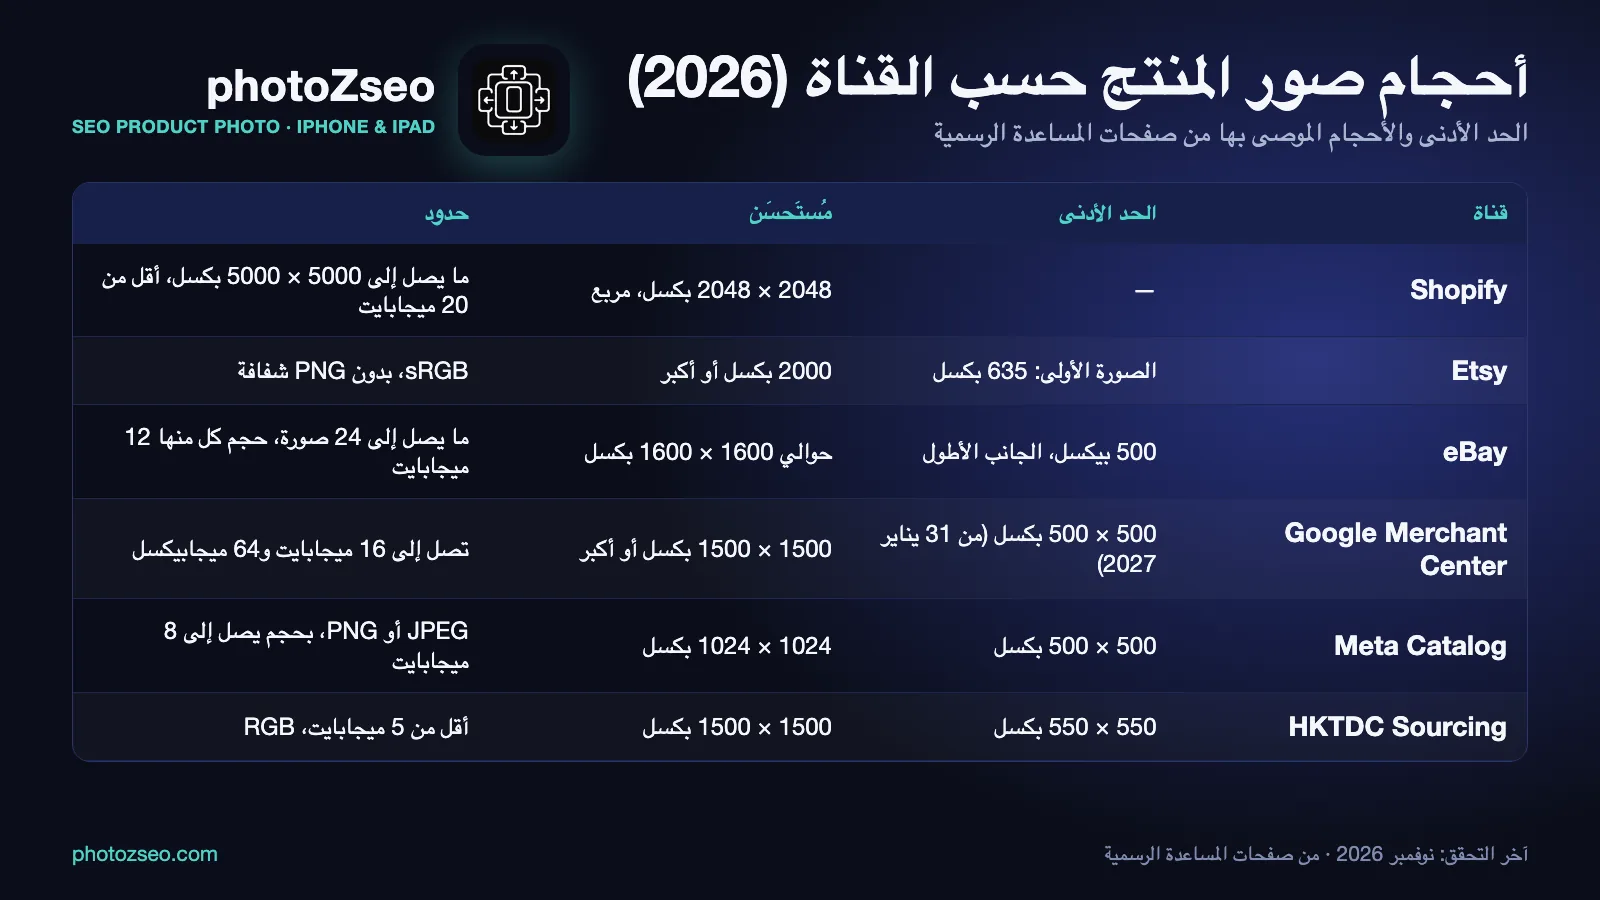 أحجام صور المنتج حسب القناة (2026)
الحد الأدنى والأحجام الموصى بها من صفحات المساعدة الرسمية
photoZseo
SEO PRODUCT PHOTO · IPHONE & IPAD
قناة
الحد الأدنى
مُستَحسَن
حدود
Shopify
—
2048 × 2048 بكسل، مربع
ما يصل إلى 5000 × 5000 بكسل، أقل من
20 ميجابايت
Etsy
الصورة الأولى: 635 بكسل
2000 بكسل أو أكبر
sRGB، بدون PNG شفافة
eBay
500 بيكسل، الجانب الأطول
حوالي 1600 × 1600 بكسل
ما يصل إلى 24 صورة، حجم كل منها 12
ميجابايت
Google Merchant
Center
500 × 500 بكسل (من 31 يناير
2027)
1500 × 1500 بكسل أو أكبر
تصل إلى 16 ميجابايت و64 ميجابيكسل
Meta Catalog
500 × 500 بكسل
1024 × 1024 بكسل
JPEG أو PNG، بحجم يصل إلى 8
ميجابايت
HKTDC Sourcing
550 × 550 بكسل
1500 × 1500 بكسل
أقل من 5 ميجابايت، RGB
آخر التحقق: نوفمبر 2026 · من صفحات المساعدة الرسمية
photozseo.com